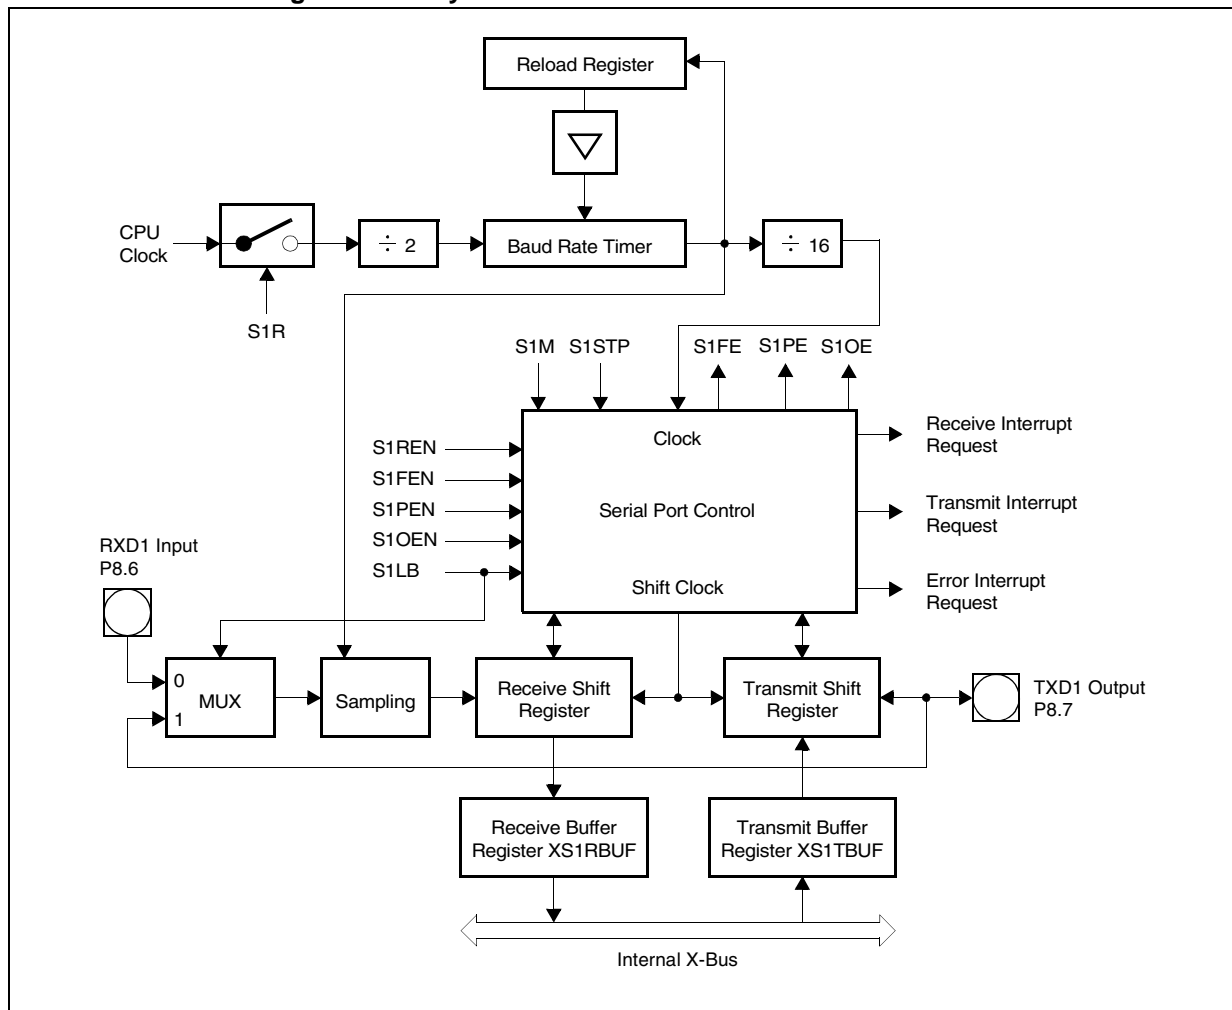 Reload Register
CPU
Clock
÷ 2
Baud Rate Timer
÷ 16
S1R
S1M
S1STP
S1FE
S1PE
S1OE
Clock
Receive Interrupt
Request
S1REN
S1FEN
S1PEN
S1OEN
S1LB
Serial Port Control
Transmit Interrupt
Request
RXD1 Input
P8.6
Shift Clock
Error Interrupt
Request
0
MUX
1
Sampling
Receive Shift
Register
Transmit Shift
Register
TXD1 Output
P8.7
Receive Buffer
Register XS1RBUF
Transmit Buffer
Register XS1TBUF
Internal X-Bus